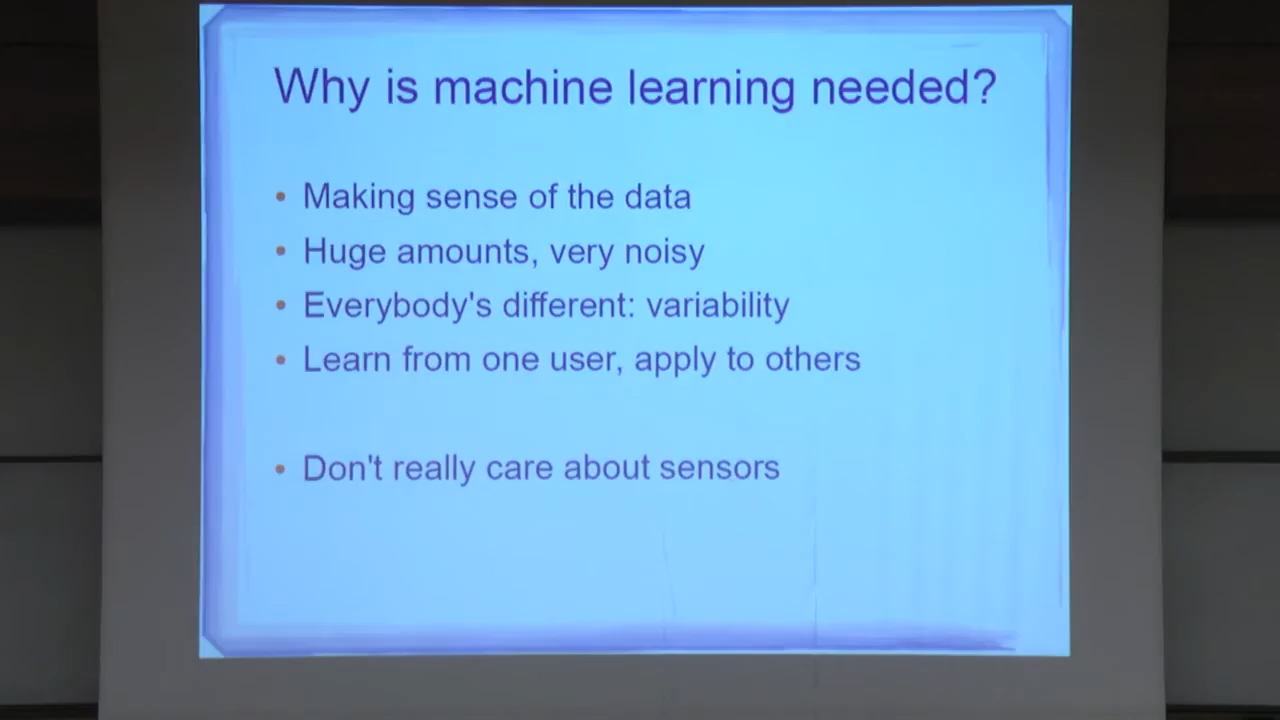 Why is machine learning needed?
• Making sense of the data
• Huge amounts, very noisy
• Everybody's different: variability
• Learn from one user, apply to others
• Don't really care about sensors